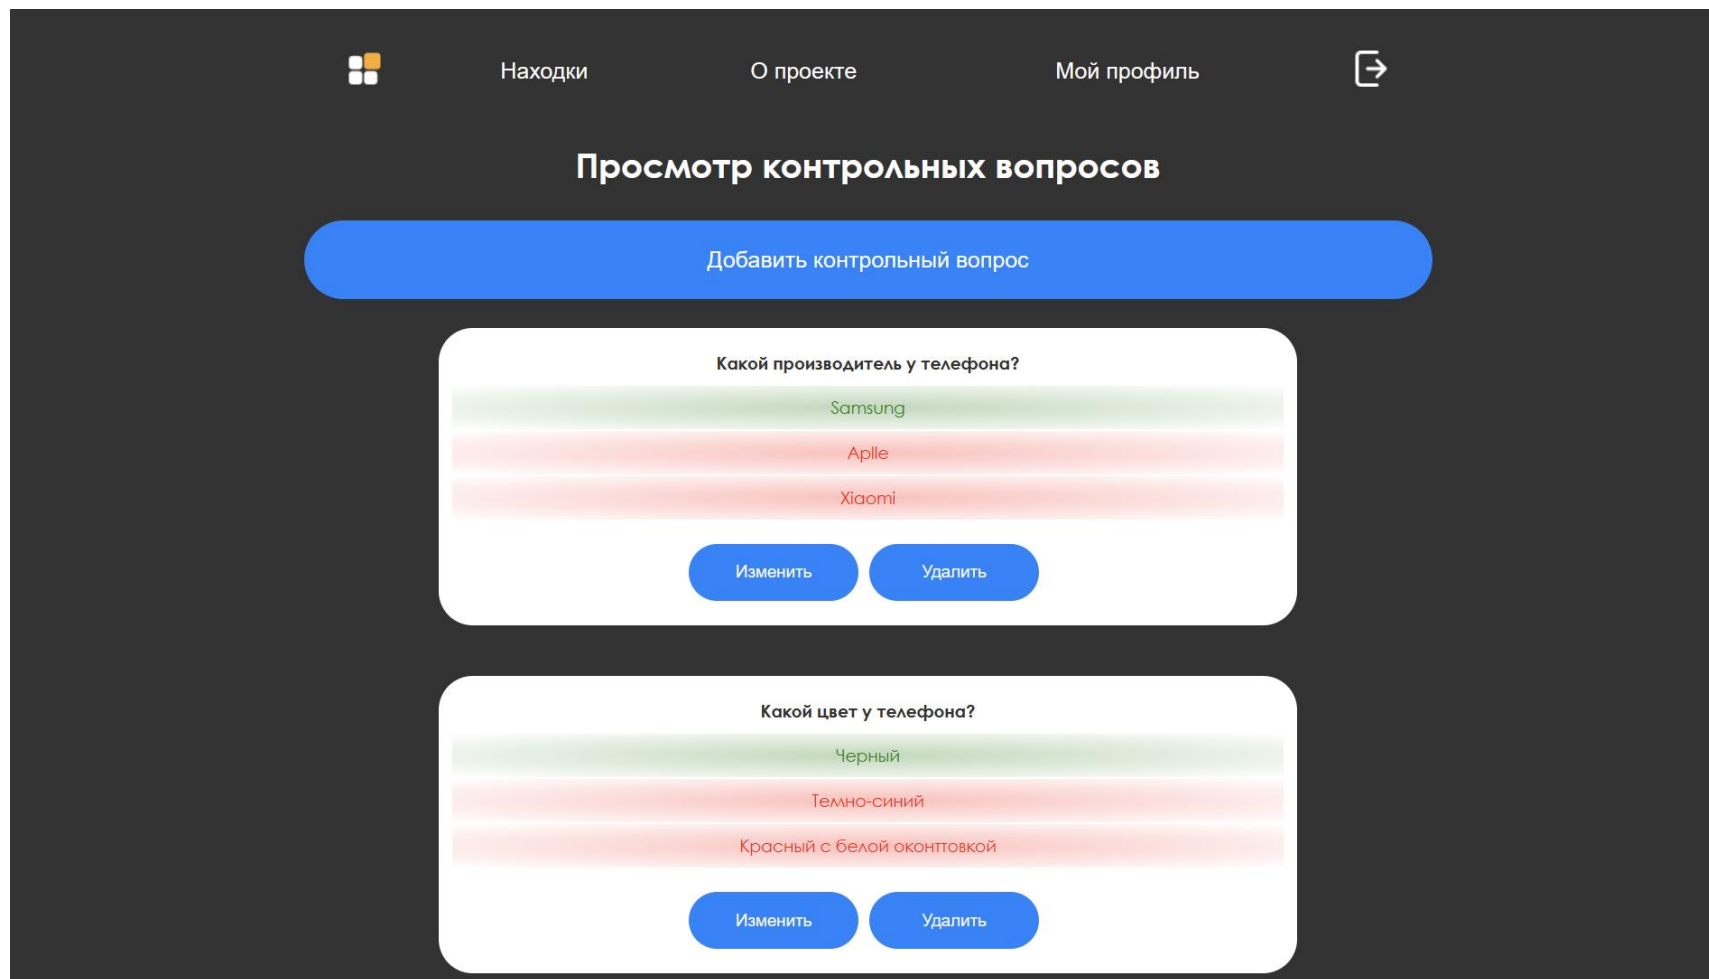 Находки О проекте Мой профиль
Просмотр контрольных вопросов
Добавить контрольный вопрос
Какой производитель у телефона?
Samsung
Aplle
Xiaomi
Изменить Удалить
Какой цвет у телефона?
Черный
Темно-синий
Красный с белой оконттовкой
Изменить Удалить